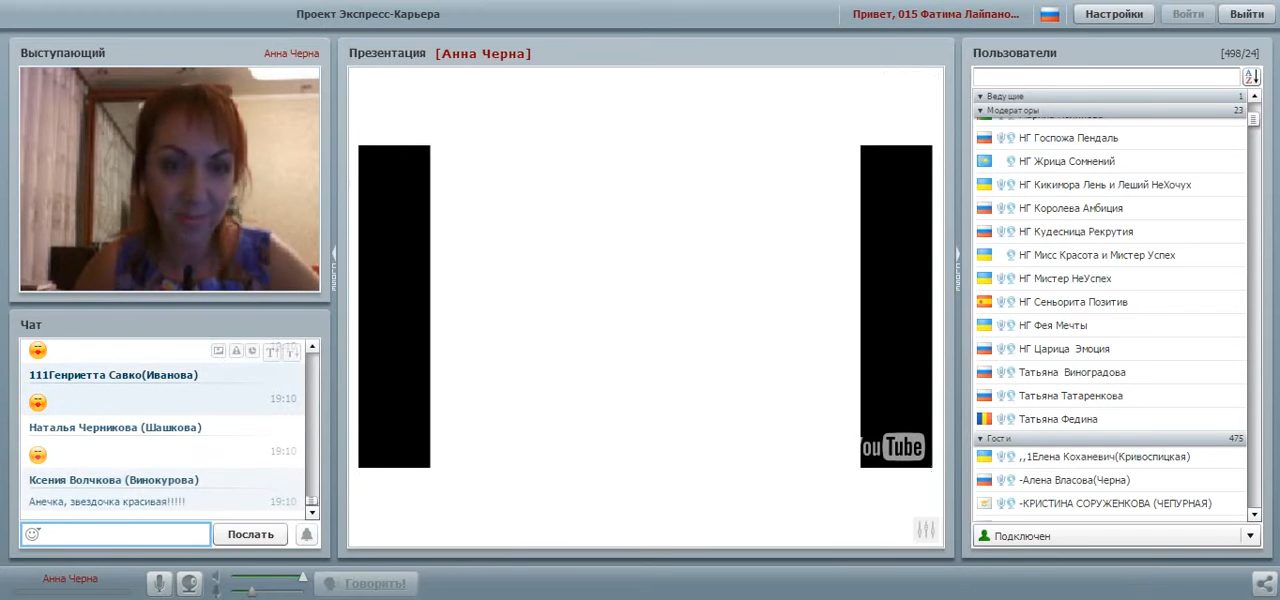 Проект Экспресс-Карьера
Привет, 015 Фатима Лайпано...
Настройки
Войти
Выйти
Выступающий
Анна Черна
Презентация [Анна Черна]
Пользователи
[498/24]
Ведущие 1
Модераторы 23
НГ Госпожа Пендаль
НГ Жрица Сомнений
НГ Кикимора Лень и Леший НеХочух
НГ Королева Амбиция
НГ Кудесница Рекрутия
НГ Мисс Красота и Мистер Успех
НГ Мистер НеУспех
НГ Сеньорита Позитив
НГ Фея Мечты
НГ Царица Эмоция
Татьяна Виноградова
Татьяна Татаренкова
Татьяна Федина
Гости 475
,,1Елена Коханевич(Кривоспицкая)
-Алена Власова(Черна)
-КРИСТИНА СОРУЖЕНКОВА (ЧЕПУРНАЯ)
Подключен
Чат
111Генриетта Савко(Иванова)
19:10
Наталья Черникова (Шашкова)
19:10
Ксения Волчкова (Винокурова)
Анечка, звездочка красивая!!!!! 19:10
Послать
YouTube
Анна Черна
Говорить!